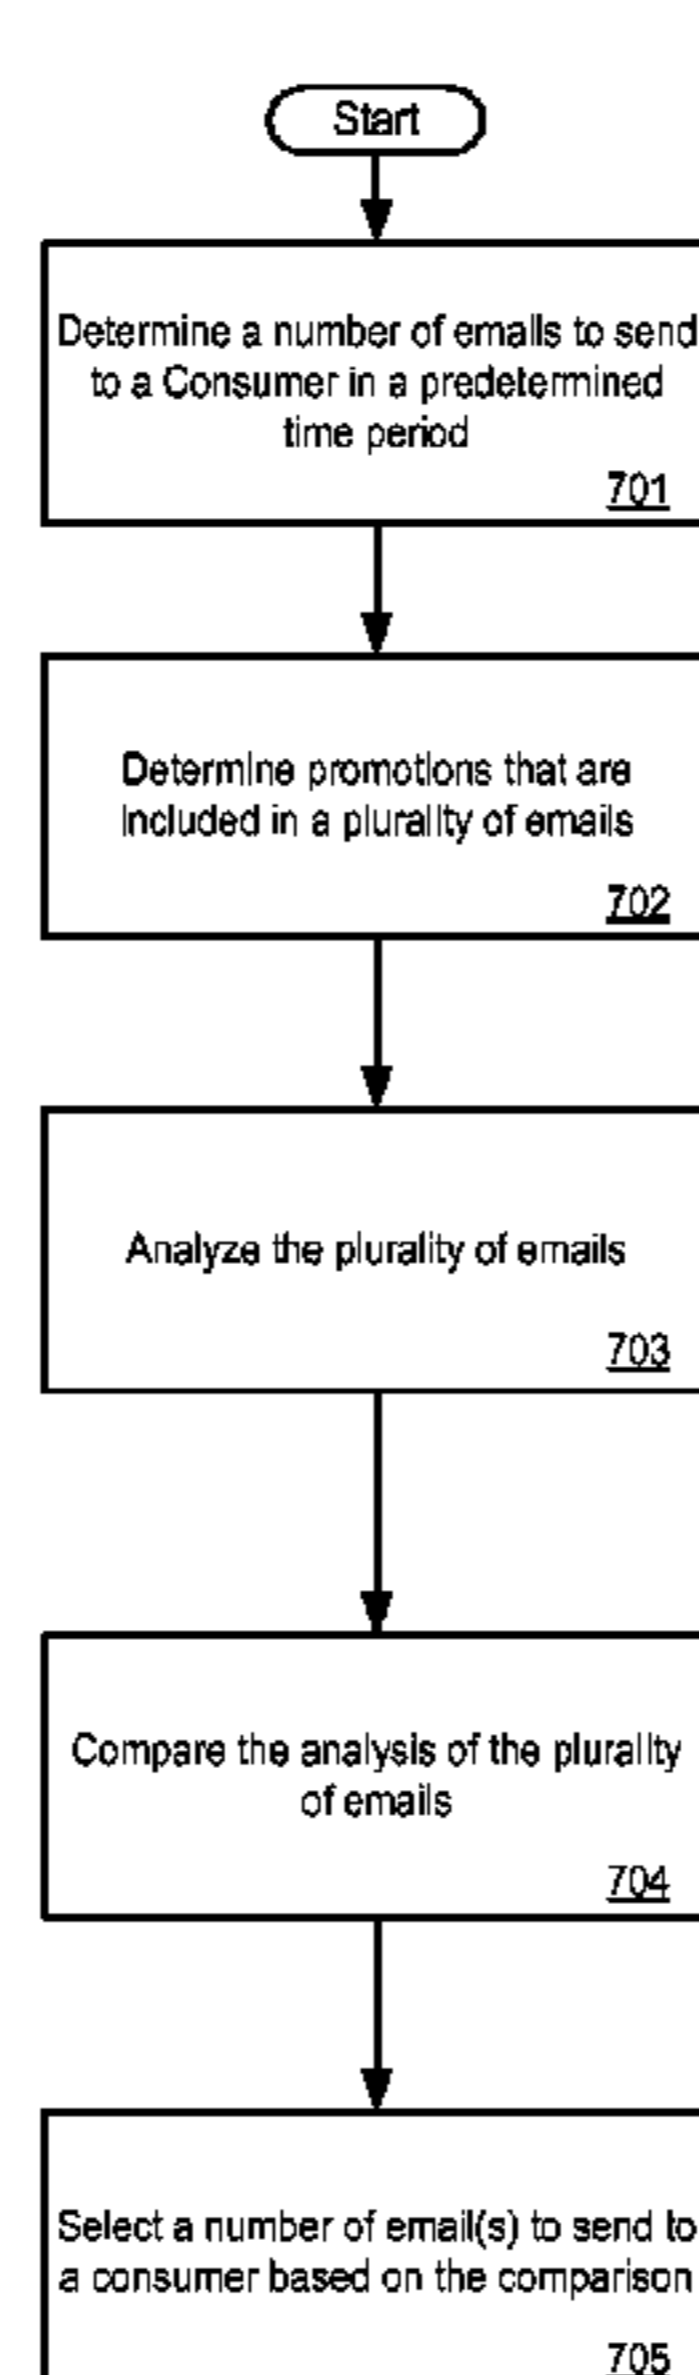 Start
Determine a number of emails to send
to a Consumer in a predetermined
time period
701
Determine promotions that are
included in a plurality of emails
702
Analyze the plurality of emails
703
Compare the analysis of the plurality
of emails
704
Select a number of email(s) to send to
a consumer based on the comparison
705